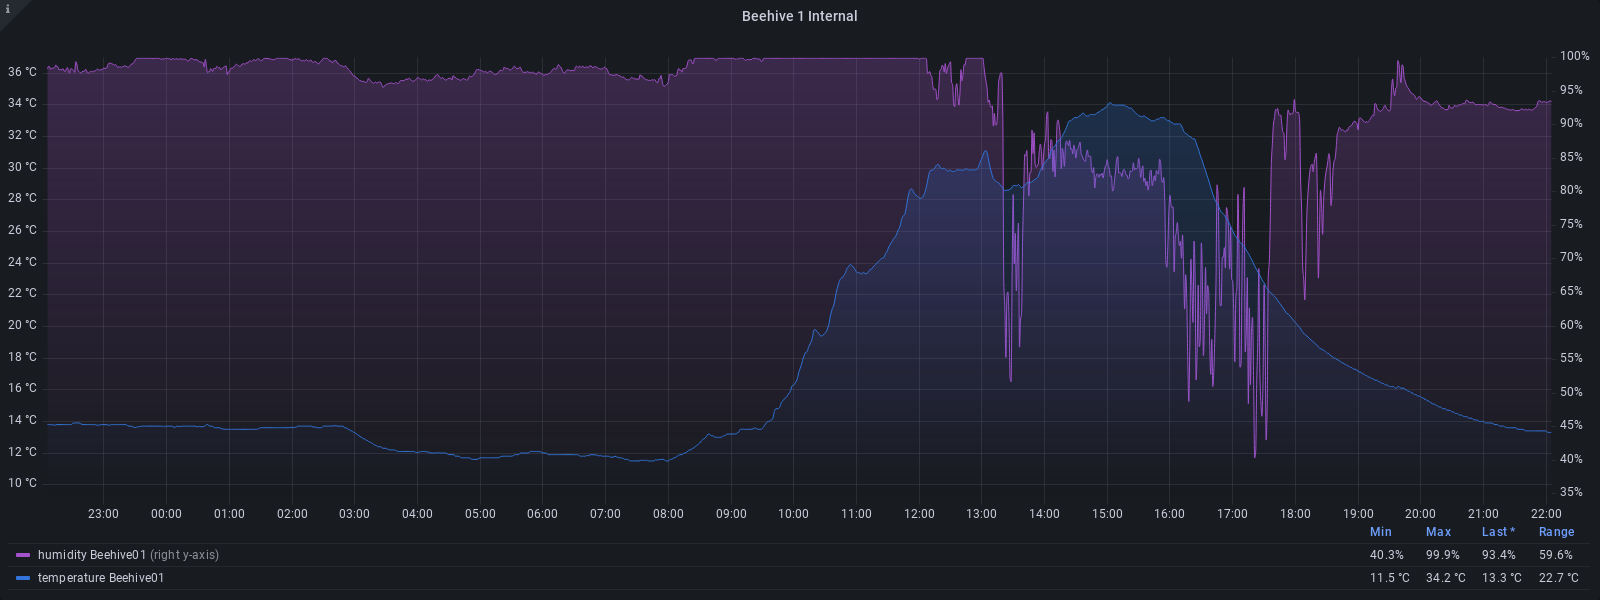 i
Beehive 1 Internal
36 °C
34 °C
32 °C
30 °C
28 °C
26 °C
24 °C
22 °C
20 °C
18 °C
16 °C
14 °C
12 °C
10 °C
100%
95%
90%
85%
80%
75%
70%
65%
60%
55%
50%
45%
40%
35%
23:00 00:00 01:00 02:00 03:00 04:00 05:00 06:00 07:00 08:00 09:00 10:00 11:00 12:00 13:00 14:00 15:00 16:00 17:00 18:00 19:00 20:00 21:00 22:00
Min Max Last * Range
humidity Beehive01 (right y-axis) 40.3% 99.9% 93.4% 59.6%
temperature Beehive01 11.5 °C 34.2 °C 13.3 °C 22.7 °C